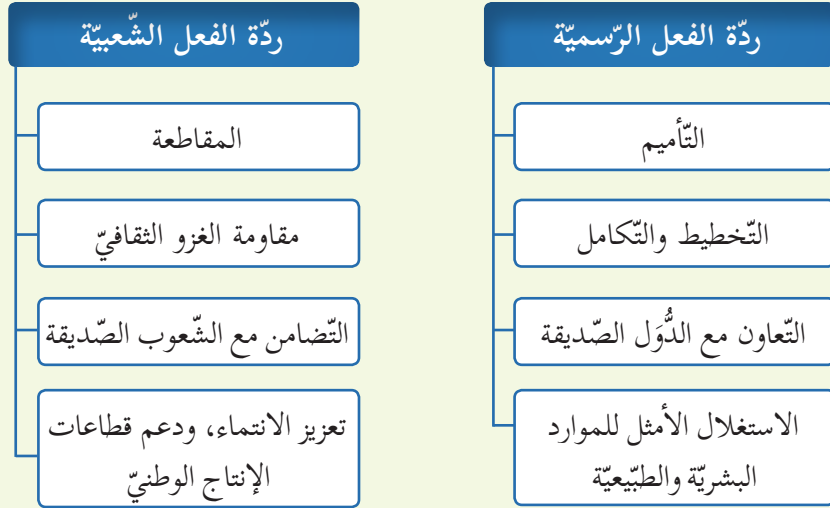 ردّة الفعل الرّسميّة
التّأميم
التّخطيط والتّكامل
التّعاون مع الدُّوَل الصّديقة
الاستغلال الأمثل للموارد
البشريّة والطّبّيعيّة
ردّة الفعل الشّعبيّة
المقاطعة
مقاومة الغزو الثقافيّ
التّضامن مع الشّعوب الصّديقة
تعزيز الانتماء، ودعم قطاعات
الإنتاج الوطنيّ